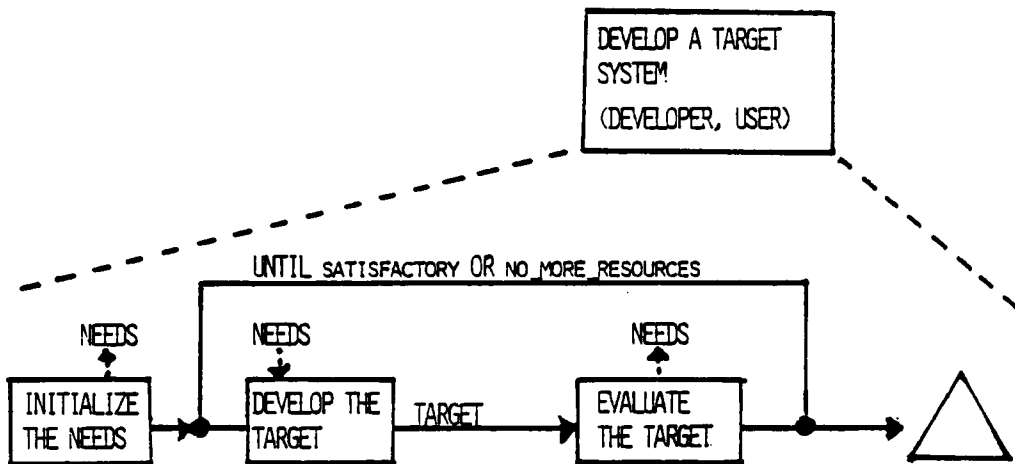 DEVELOP A TARGET
SYSTEM
(DEVELOPER, USER)
UNTIL SATISFACTORY OR NO_MORE_RESOURCES
NEEDS
NEEDS
NEEDS
INITIALIZE
THE NEEDS
DEVELOP THE
TARGET
TARGET
EVALUATE
THE TARGET